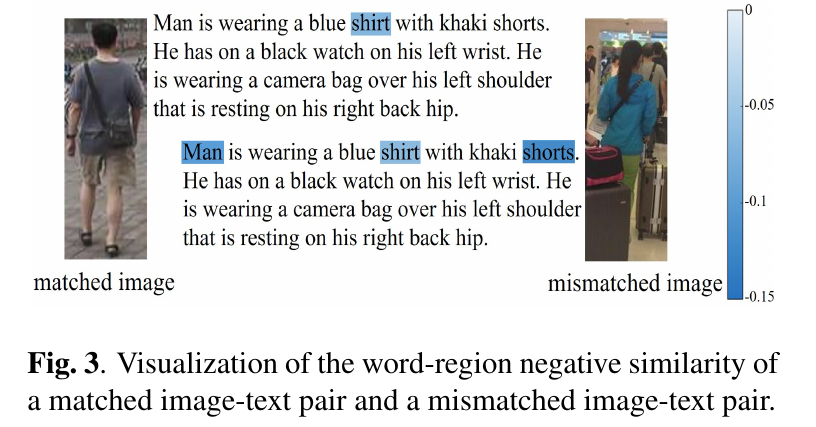 Man is wearing a blue shirt with khaki shorts.
He has on a black watch on his left wrist. He
is wearing a camera bag over his left shoulder
that is resting on his right back hip.
Man is wearing a blue shirt with khaki shorts.
He has on a black watch on his left wrist. He
is wearing a camera bag over his left shoulder
that is resting on his right back hip.
matched image
mismatched image
0
-0.05
-0.1
-0.15
Fig. 3. Visualization of the word-region negative similarity of
a matched image-text pair and a mismatched image-text pair.